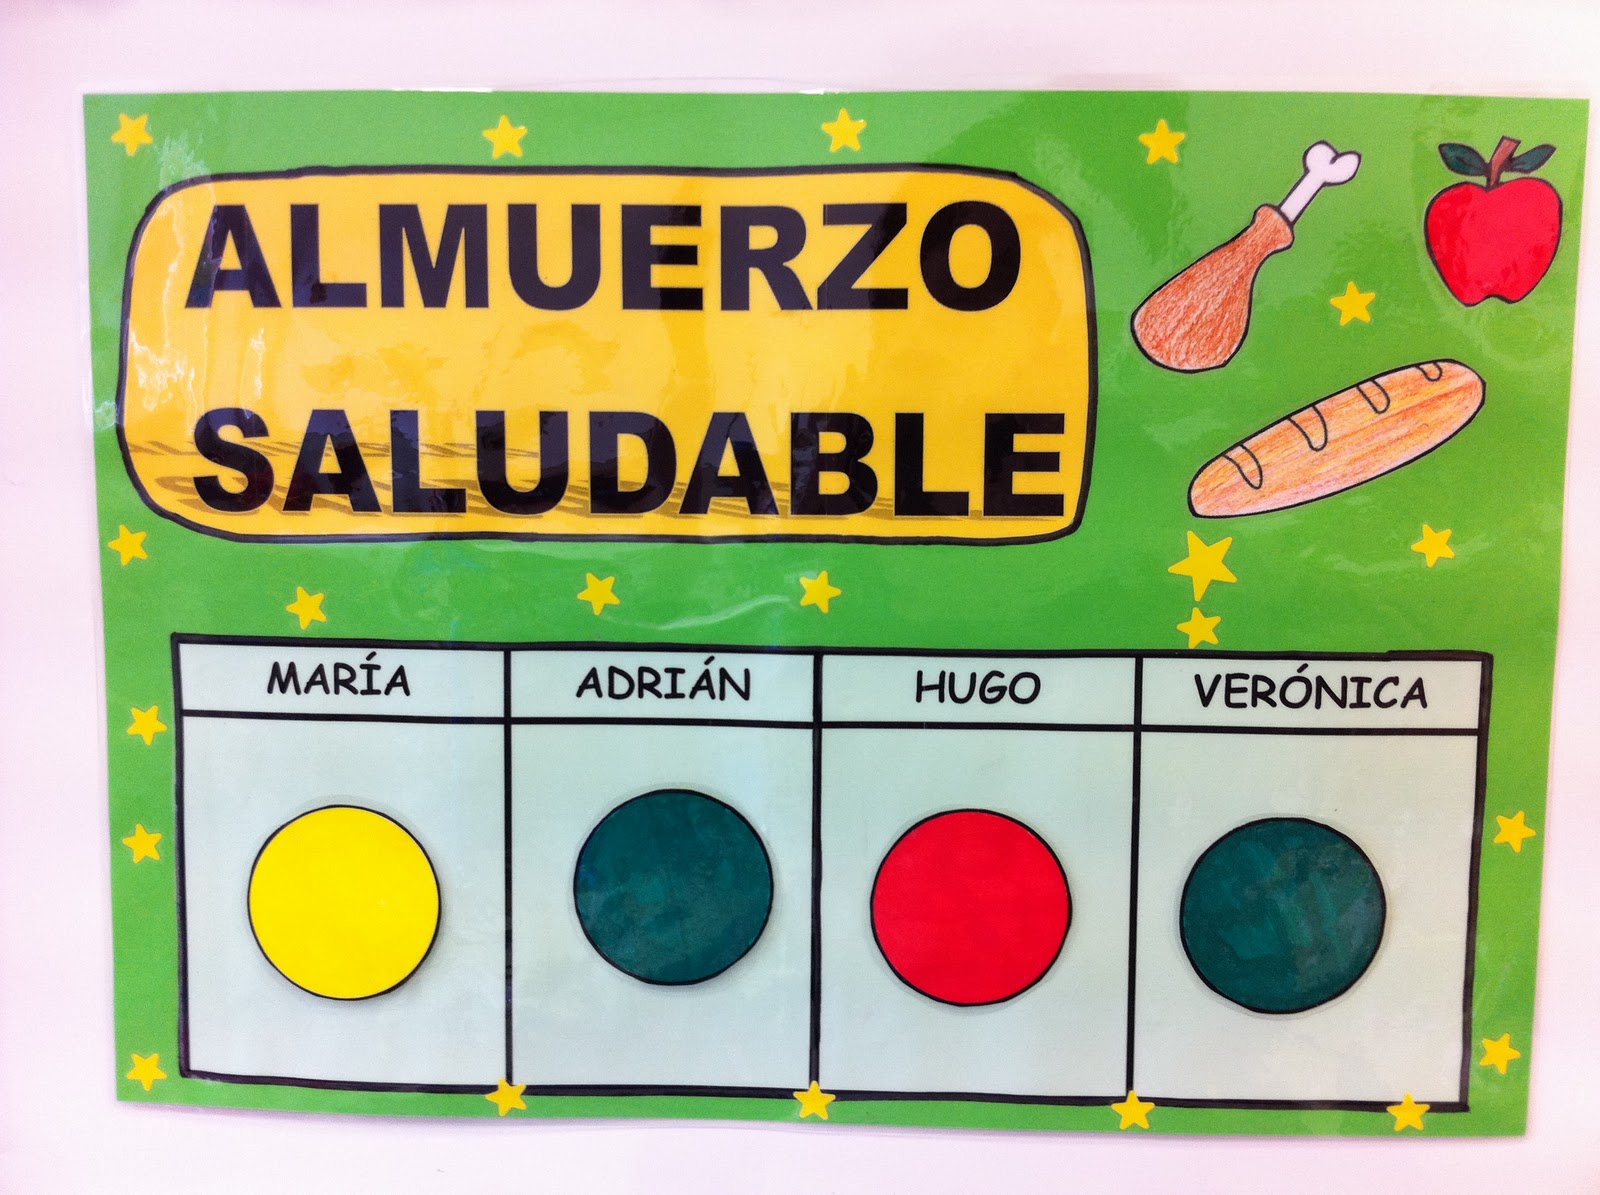 ALMUERZO
SALUDABLE
MARÍA ADRIÁN HUGO VERÓNICA